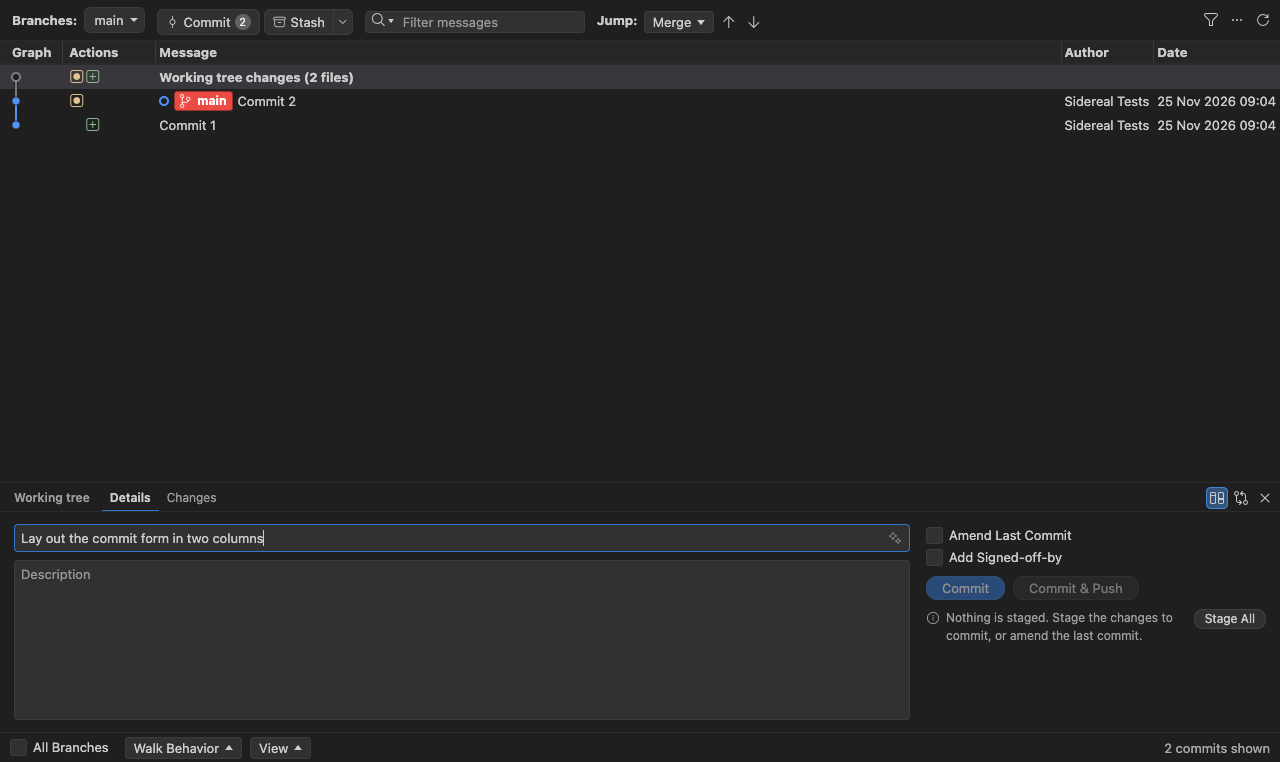 Branches: main Commit 2 Stash Filter messages Jump: Merge
Graph Actions Message Author Date
Working tree changes (2 files)
main Commit 2 Sidereal Tests 25 Nov 2026 09:04
Commit 1 Sidereal Tests 25 Nov 2026 09:04
Working tree Details Changes
Lay out the commit form in two columns
Description
Amend Last Commit
Add Signed-off-by
Commit Commit & Push
Nothing is staged. Stage the changes to
commit, or amend the last commit.
Stage All
All Branches Walk Behavior View 2 commits shown